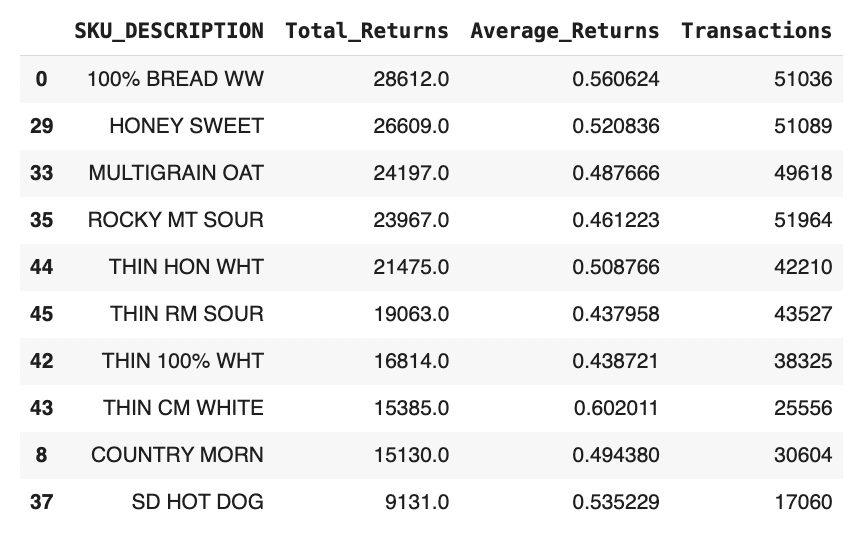 SKU_DESCRIPTION Total_Returns Average_Returns Transactions
0 100% BREAD WW 28612.0 0.560624 51036
29 HONEY SWEET 26609.0 0.520836 51089
33 MULTIGRAIN OAT 24197.0 0.487666 49618
35 ROCKY MT SOUR 23967.0 0.461223 51964
44 THIN HON WHT 21475.0 0.508766 42210
45 THIN RM SOUR 19063.0 0.437958 43527
42 THIN 100% WHT 16814.0 0.438721 38325
43 THIN CM WHITE 15385.0 0.602011 25556
8 COUNTRY MORN 15130.0 0.494380 30604
37 SD HOT DOG 9131.0 0.535229 17060